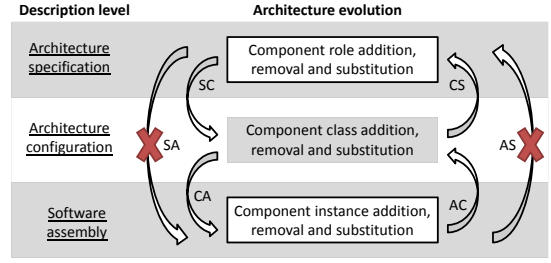 Description level
Architecture evolution
Architecture
specification
Component role addition,
removal and substitution
SC
CS
Architecture
configuration
SA
Component class addition,
removal and substitution
AS
CA
AC
Software
assembly
Component instance addition,
removal and substitution